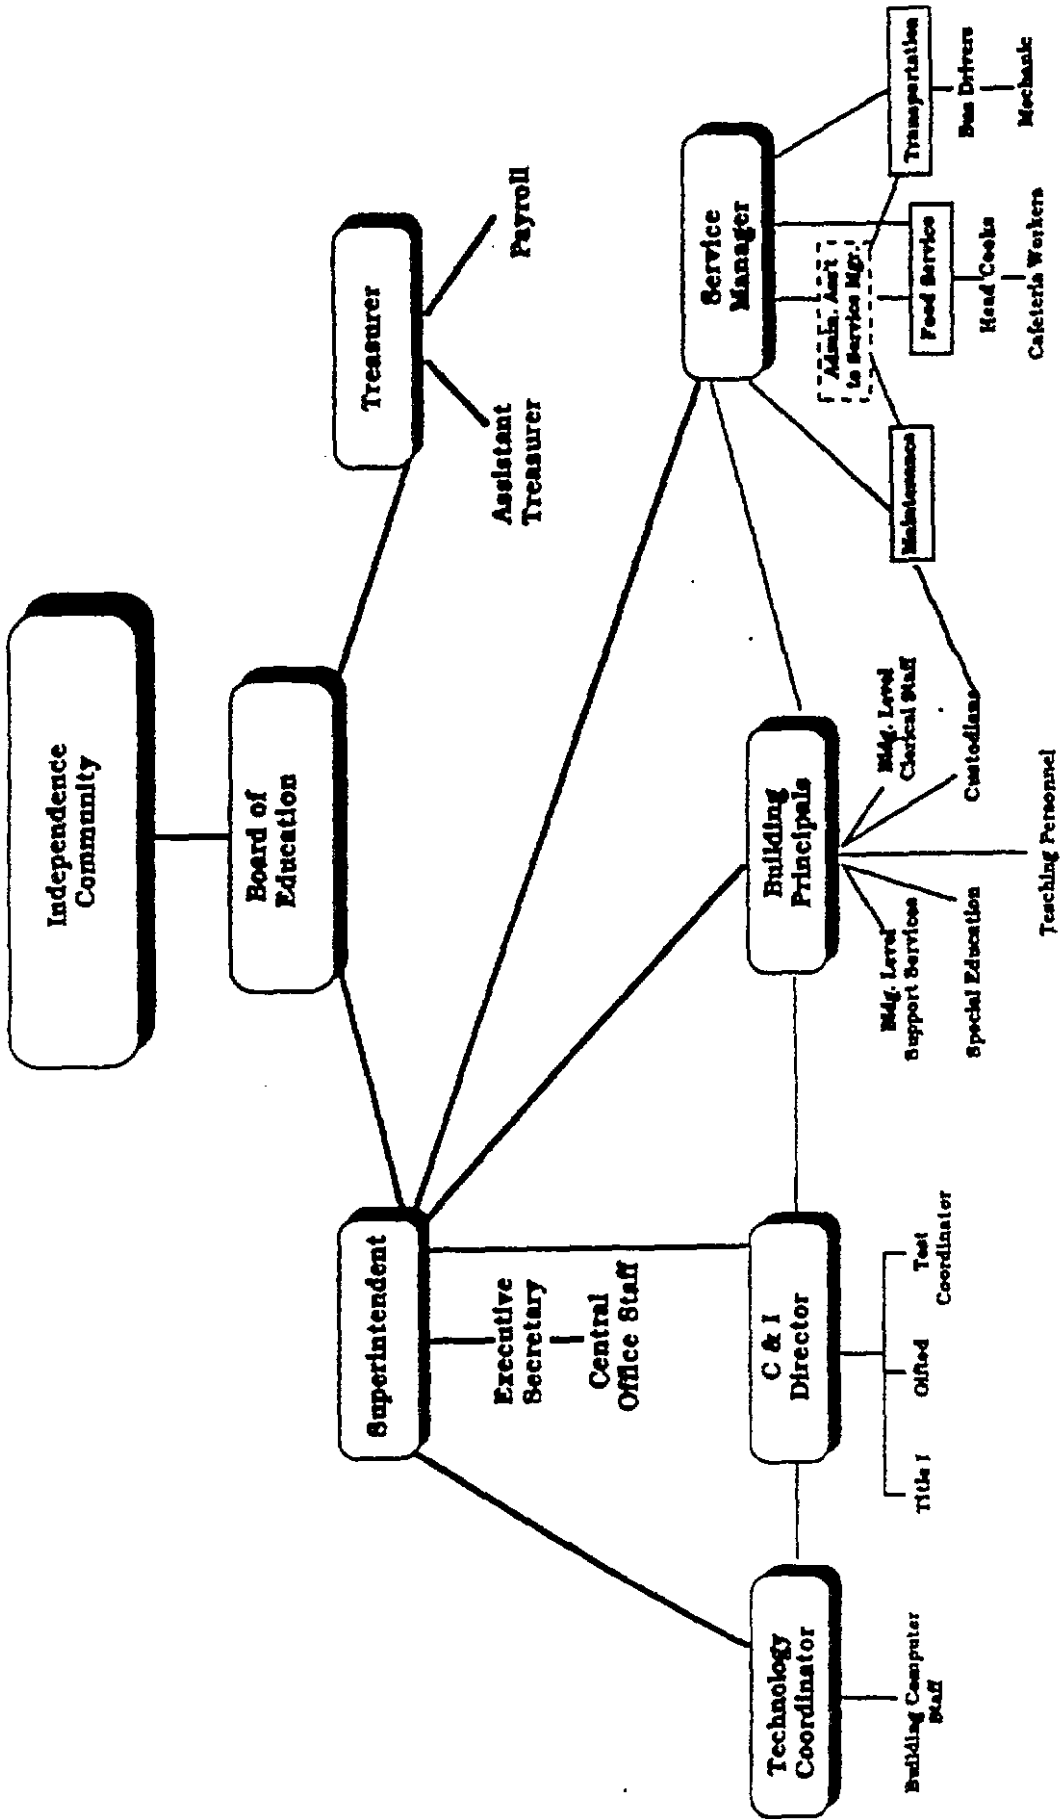 Independence
Community
Board of
Education
Superintendent
Treasurer
Executive
Secretary
Central
Office Staff
Assistant
Treasurer
Payroll
Technology
Coordinator
C & I
Director
Building
Principals
Service
Manager
Admin. Ass't
to Service Mgr.
Building Computer
Staff
Title I
Gifted
Test
Coordinator
Bldg. Level
Support Services
Special Education
Teaching Personnel
Bldg. Level
Clerical Staff
Custodians
Maintenance
Food Service
Head Cooks
Cafeteria Workers
Transportation
Bus Drivers
Mechanic